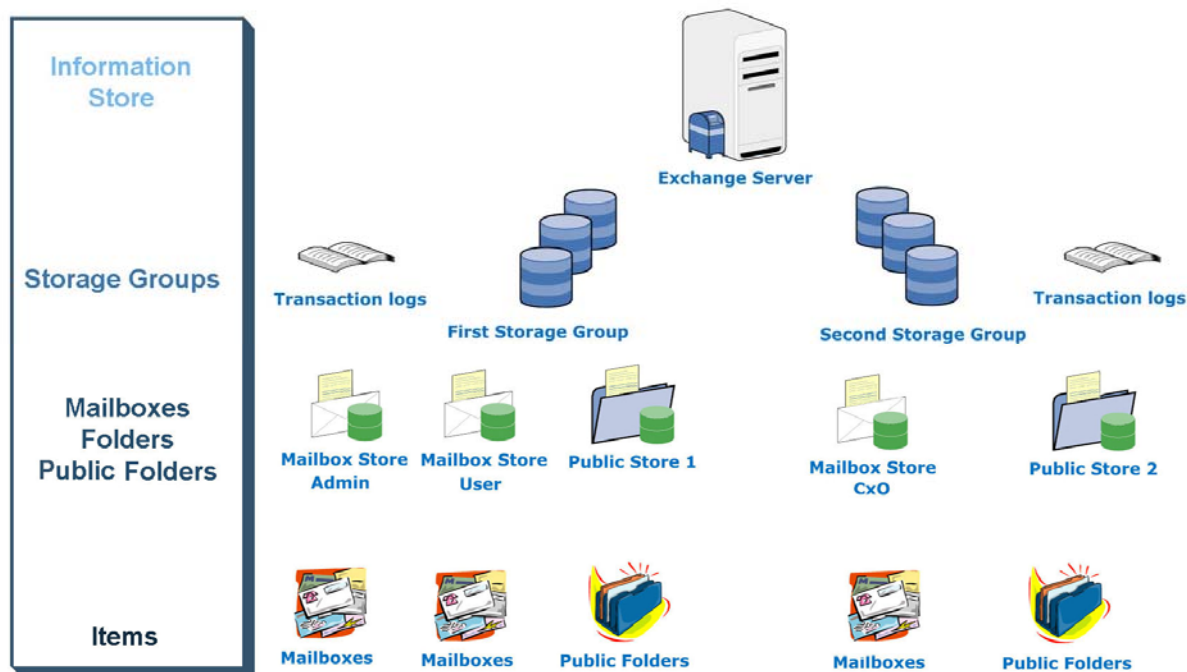 Information
Store
Exchange Server
Storage Groups
Transaction logs
First Storage Group
Second Storage Group
Transaction logs
Mailboxes
Folders
Public Folders
Mailbox Store
Admin
Mailbox Store
User
Public Store 1
Mailbox Store
CxO
Public Store 2
Items
Mailboxes
Mailboxes
Public Folders
Mailboxes
Public Folders